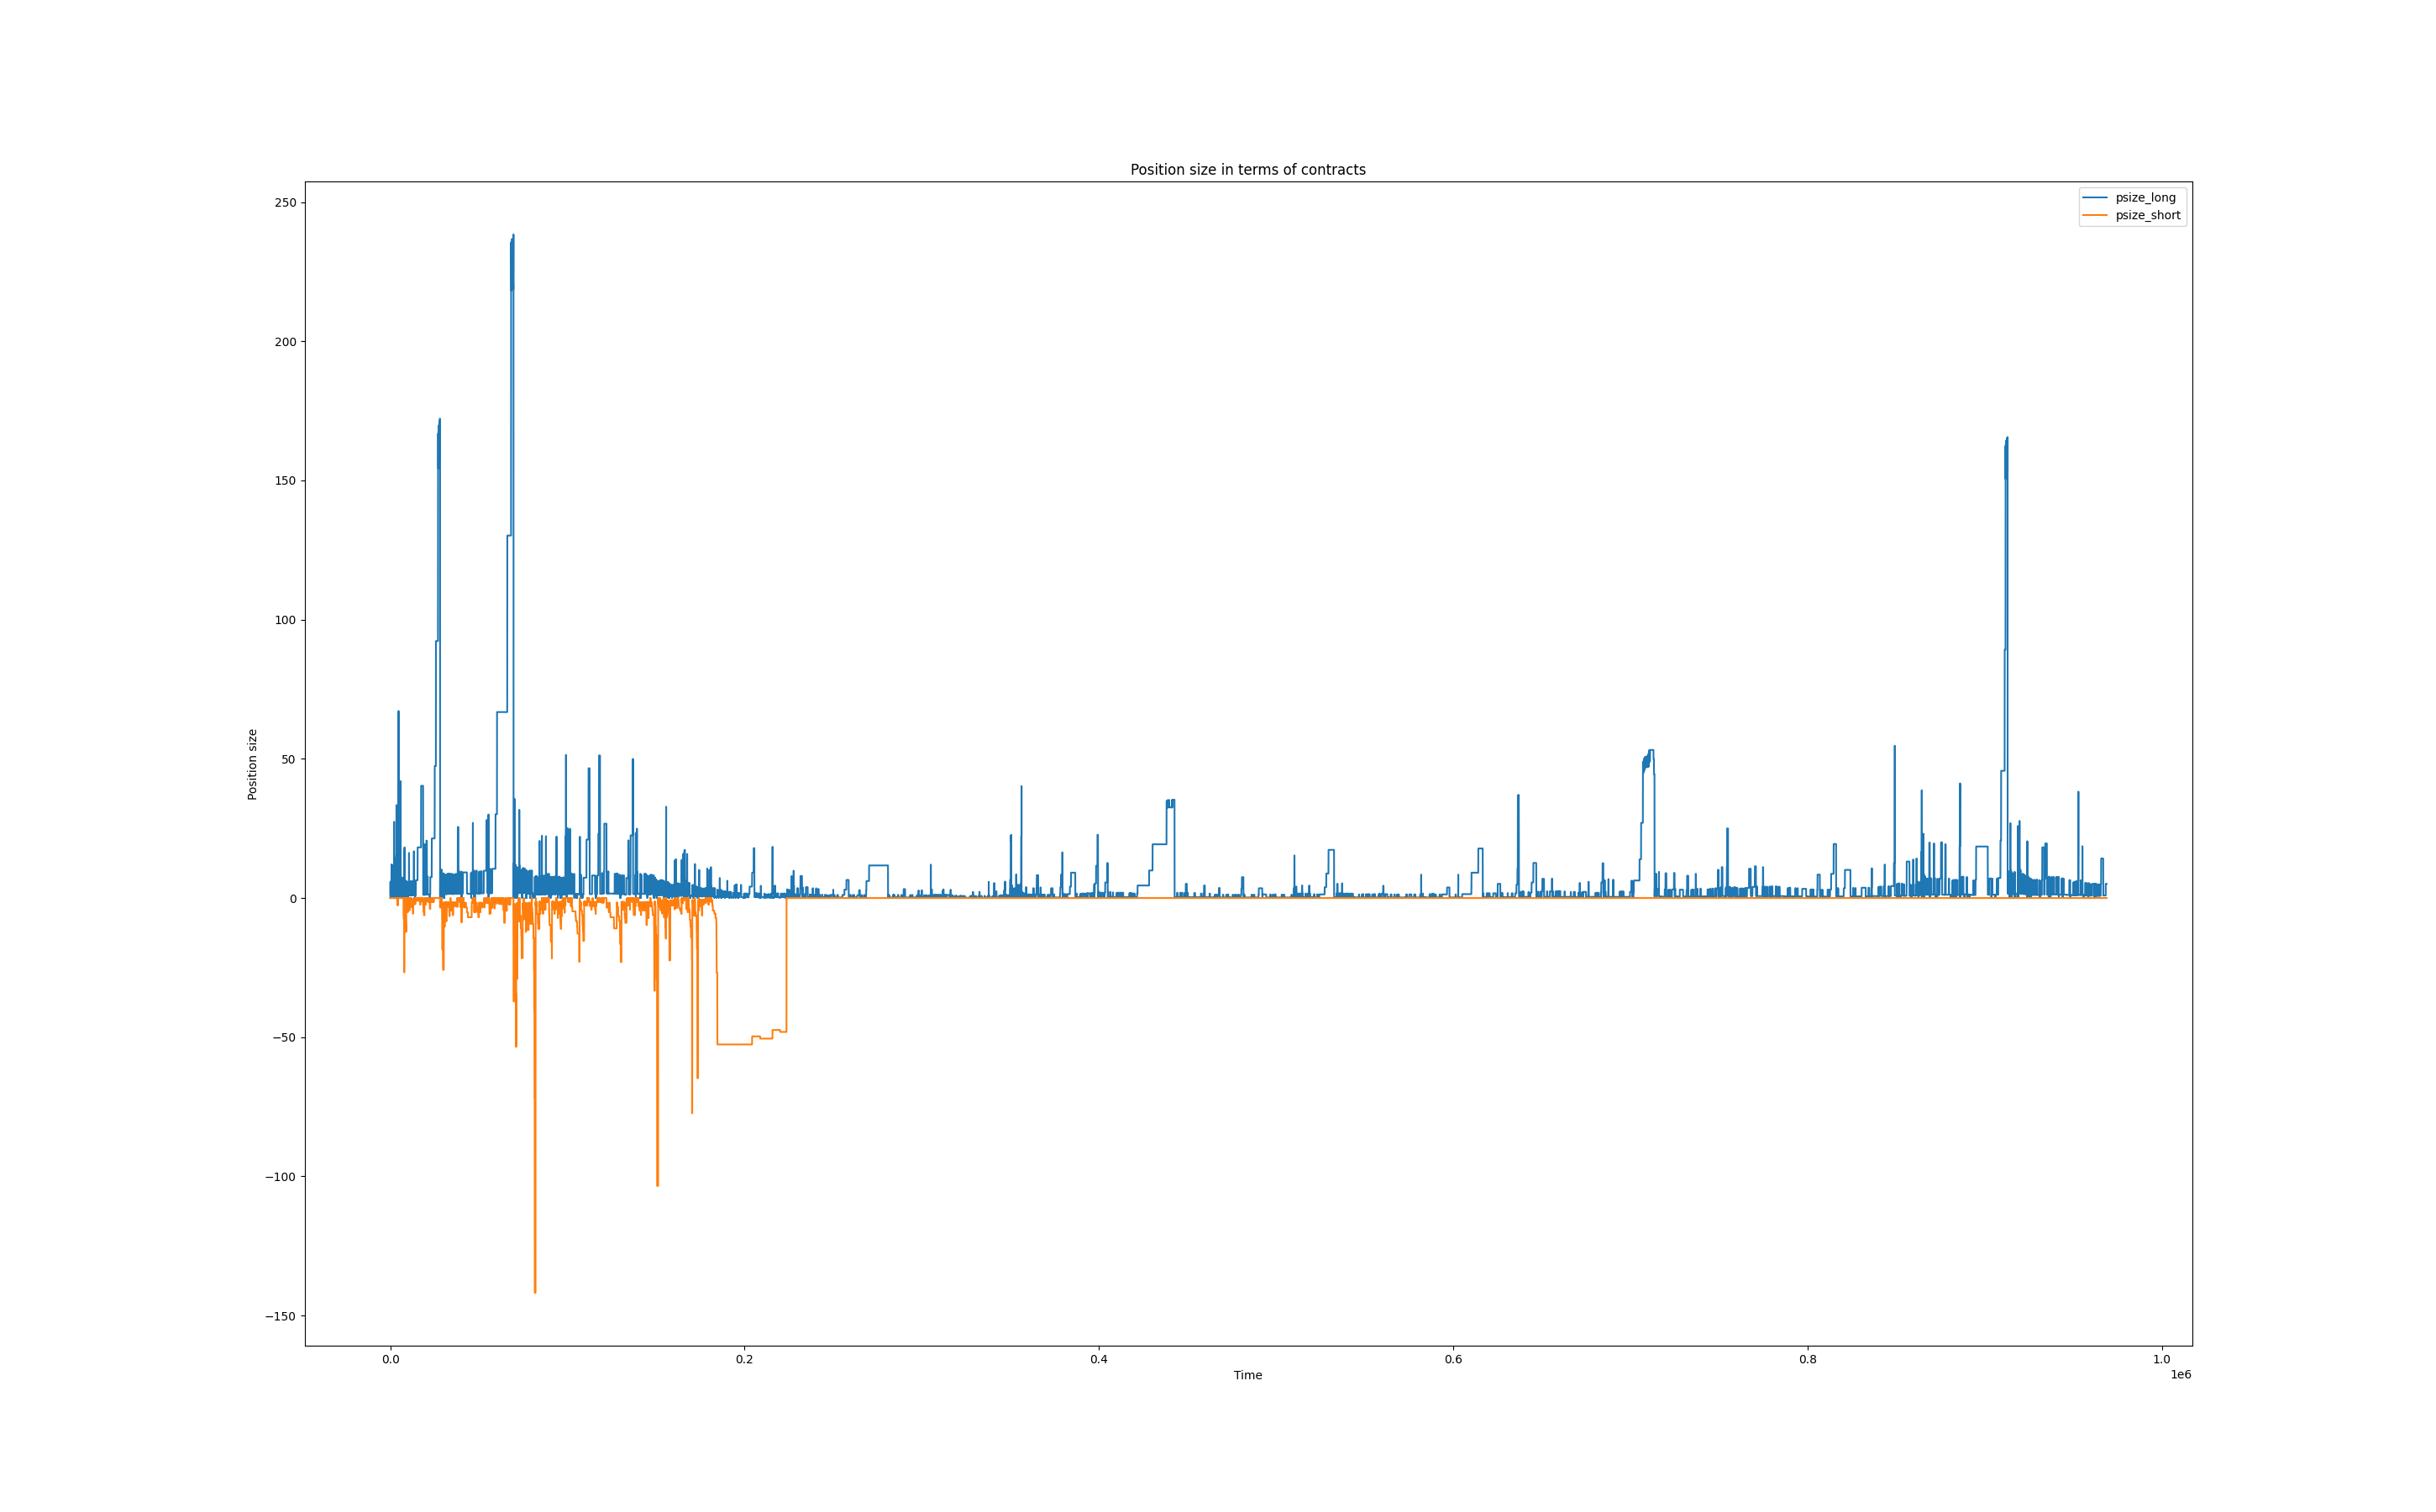 Position size in terms of contracts
psize_long
psize_short
250
200
150
100
50
0
−50
−100
−150
Position size
0.0
0.2
0.4
0.6
0.8
1.0
Time
1e6